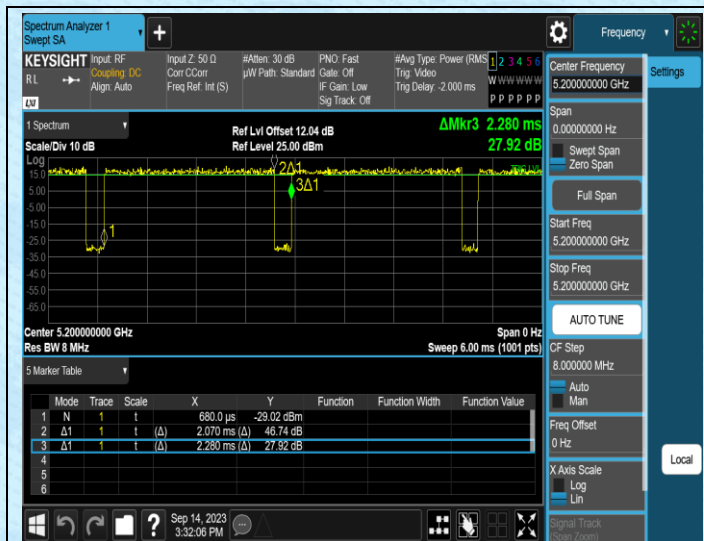 Spectrum Analyzer 1
Swept SA
Frequency
KEYSIGHT Input: RF Input Z: 50 Ω #Atten: 30 dB PNO: Fast #Avg Type: Power (RMS 1 2 3 4 5 6
RL Coupling: DC Corr CCorr µW Path: Standard Gate: Off Trig: Video W W W W W W
Align: Auto Freq Ref: Int (S) IF Gain: Low Trig Delay: -2.000 ms
Sig Track: Off P P P P P P
LXI
1 Spectrum
Ref Lvl Offset 12.04 dB ΔMkr3 2.280 ms
Scale/Div 10 dB Ref Level 25.00 dBm 27.92 dB
Log
15.0
5.00
-5.00
-15.0
-25.0
-35.0
-45.0
-55.0
-65.0
2Δ1
3Δ1
1
TRIG LVL
Center 5.200000000 GHz Span 0 Hz
Res BW 8 MHz Sweep 6.00 ms (1001 pts)
5 Marker Table
Mode Trace Scale X Y Function Function Width Function Value
1 N 1 t 680.0 µs -29.02 dBm
2 Δ1 1 t (Δ) 2.070 ms (Δ) 46.74 dB
3 Δ1 1 t (Δ) 2.280 ms (Δ) 27.92 dB
4
5
6
Sep 14, 2023
3:32:06 PM
Center Frequency
5.200000000 GHz
Settings
Span
0.00000000 Hz
Swept Span
Zero Span
Full Span
Start Freq
5.200000000 GHz
Stop Freq
5.200000000 GHz
AUTO TUNE
CF Step
8.000000 MHz
Auto
Man
Freq Offset
0 Hz
X Axis Scale
Log
Lin
Signal Track
(Span Zoom)
Local